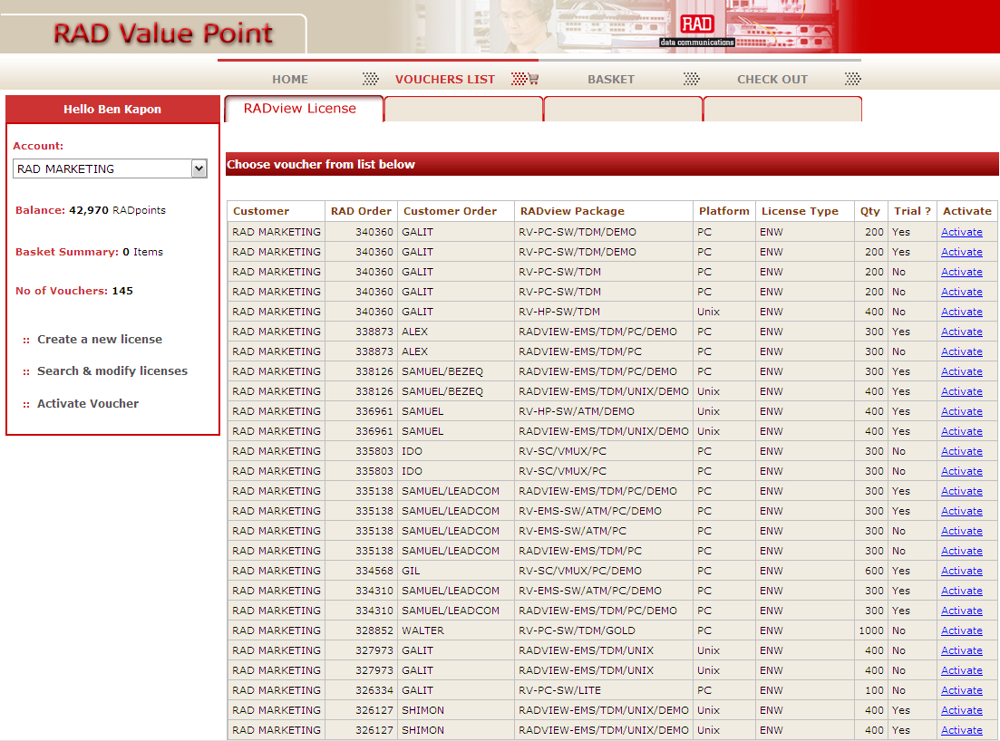 RAD Value Point
RAD
data communications
HOME VOUCHERS LIST BASKET CHECK OUT
Hello Ben Kapon
RADview License
Account:
RAD MARKETING
Balance: 42,970 RADpoints
Basket Summary: 0 Items
No of Vouchers: 145
:: Create a new license
:: Search & modify licenses
:: Activate Voucher
Choose voucher from list below
Customer RAD Order Customer Order RADview Package Platform License Type Qty Trial ? Activate
RAD MARKETING 340360 GALIT RV-PC-SW/TDM/DEMO PC ENW 200 Yes Activate
RAD MARKETING 340360 GALIT RV-PC-SW/TDM/DEMO PC ENW 200 Yes Activate
RAD MARKETING 340360 GALIT RV-PC-SW/TDM PC ENW 200 No Activate
RAD MARKETING 340360 GALIT RV-PC-SW/TDM PC ENW 200 No Activate
RAD MARKETING 340360 GALIT RV-HP-SW/TDM Unix ENW 400 No Activate
RAD MARKETING 338873 ALEX RADVIEW-EMS/TDM/PC/DEMO PC ENW 300 Yes Activate
RAD MARKETING 338873 ALEX RADVIEW-EMS/TDM/PC PC ENW 300 No Activate
RAD MARKETING 338126 SAMUEL/BEZEQ RADVIEW-EMS/TDM/PC/DEMO PC ENW 300 Yes Activate
RAD MARKETING 338126 SAMUEL/BEZEQ RADVIEW-EMS/TDM/UNIX/DEMO Unix ENW 400 Yes Activate
RAD MARKETING 336961 SAMUEL RV-HP-SW/ATM/DEMO Unix ENW 400 Yes Activate
RAD MARKETING 336961 SAMUEL RADVIEW-EMS/TDM/UNIX/DEMO Unix ENW 400 Yes Activate
RAD MARKETING 335803 IDO RV-SC/VMUX/PC PC ENW 300 No Activate
RAD MARKETING 335803 IDO RV-SC/VMUX/PC PC ENW 300 No Activate
RAD MARKETING 335138 SAMUEL/LEADCOM RADVIEW-EMS/TDM/PC/DEMO PC ENW 300 Yes Activate
RAD MARKETING 335138 SAMUEL/LEADCOM RV-EMS-SW/ATM/PC/DEMO PC ENW 300 Yes Activate
RAD MARKETING 335138 SAMUEL/LEADCOM RV-EMS-SW/ATM/PC PC ENW 300 No Activate
RAD MARKETING 335138 SAMUEL/LEADCOM RADVIEW-EMS/TDM/PC PC ENW 300 No Activate
RAD MARKETING 334568 GIL RV-SC/VMUX/PC/DEMO PC ENW 600 Yes Activate
RAD MARKETING 334310 SAMUEL/LEADCOM RV-EMS-SW/ATM/PC/DEMO PC ENW 300 Yes Activate
RAD MARKETING 334310 SAMUEL/LEADCOM RADVIEW-EMS/TDM/PC/DEMO PC ENW 300 Yes Activate
RAD MARKETING 328852 WALTER RV-PC-SW/TDM/GOLD PC ENW 1000 No Activate
RAD MARKETING 327973 GALIT RADVIEW-EMS/TDM/UNIX Unix ENW 400 No Activate
RAD MARKETING 327973 GALIT RADVIEW-EMS/TDM/UNIX Unix ENW 400 No Activate
RAD MARKETING 326334 GALIT RV-PC-SW/LITE PC ENW 100 No Activate
RAD MARKETING 326127 SHIMON RADVIEW-EMS/TDM/UNIX/DEMO Unix ENW 400 Yes Activate
RAD MARKETING 326127 SHIMON RADVIEW-EMS/TDM/UNIX/DEMO Unix ENW 400 Yes Activate